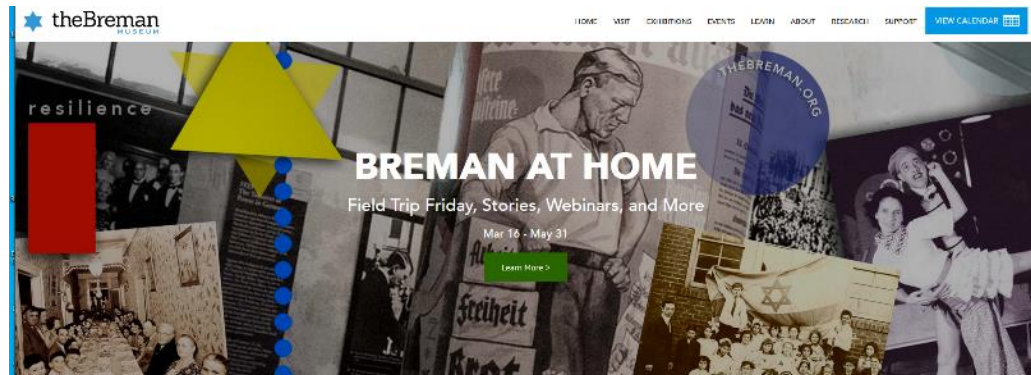 theBreman
MUSEUM
HOME VISIT EXHIBITIONS EVENTS LEARN ABOUT RESEARCH SUPPORT VIEW CALENDAR
resilience
THEBREMAN.ORG
BREMAN AT HOME
Field Trip Friday, Stories, Webinars, and More
Mar 16 - May 31
Learn More >
Freiheit